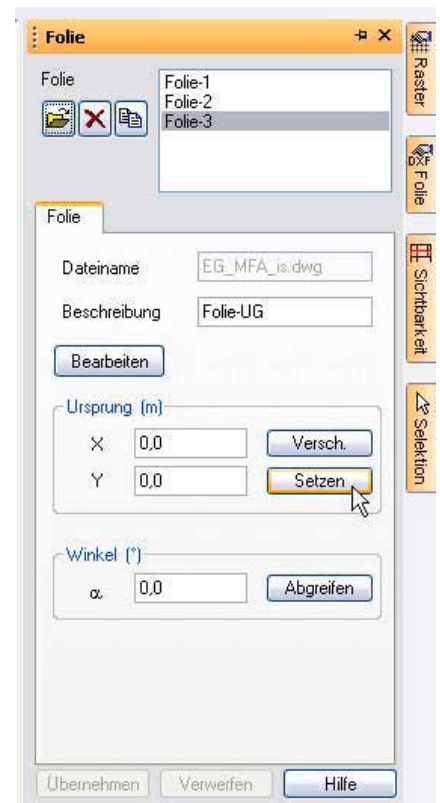 Folie
Folie
Folie-1
Folie-2
Folie-3
Folie
Dateiname EG_MFA_is.dwg
Beschreibung Folie-UG
Bearbeiten
Ursprung (m)
X 0,0 Versch.
Y 0,0 Setzen
Winkel (°)
α 0,0 Abgreifen
Übernehmen Verwerfen Hilfe
Raster
DXF Folie
Sichtbarkeit
Selektion